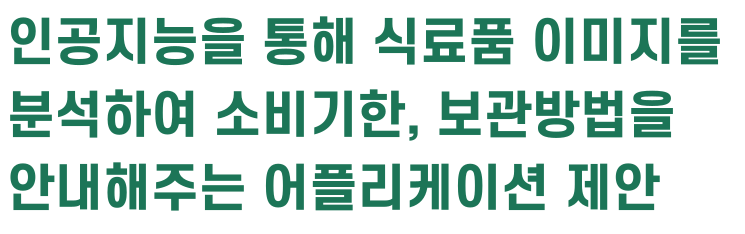 인공지능을 통해 식료품 이미지를
분석하여 소비기한, 보관방법을
안내해주는 어플리케이션 제안